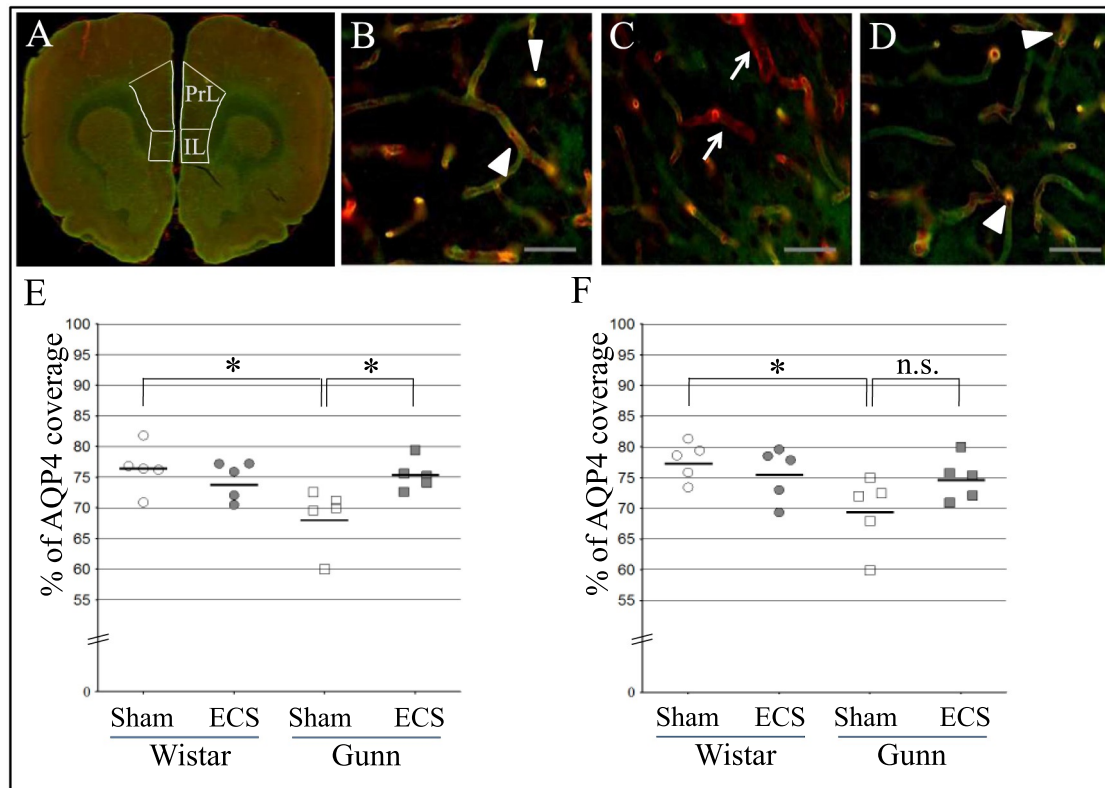 A
B
C
D
PrL
IL
E
F
100
95
90
85
80
75
70
65
60
55
0
% of AQP4 coverage
*
*
Sham
ECS
Sham
ECS
Wistar
Gunn
100
95
90
85
80
75
70
65
60
55
0
% of AQP4 coverage
*
n.s.
Sham
ECS
Sham
ECS
Wistar
Gunn